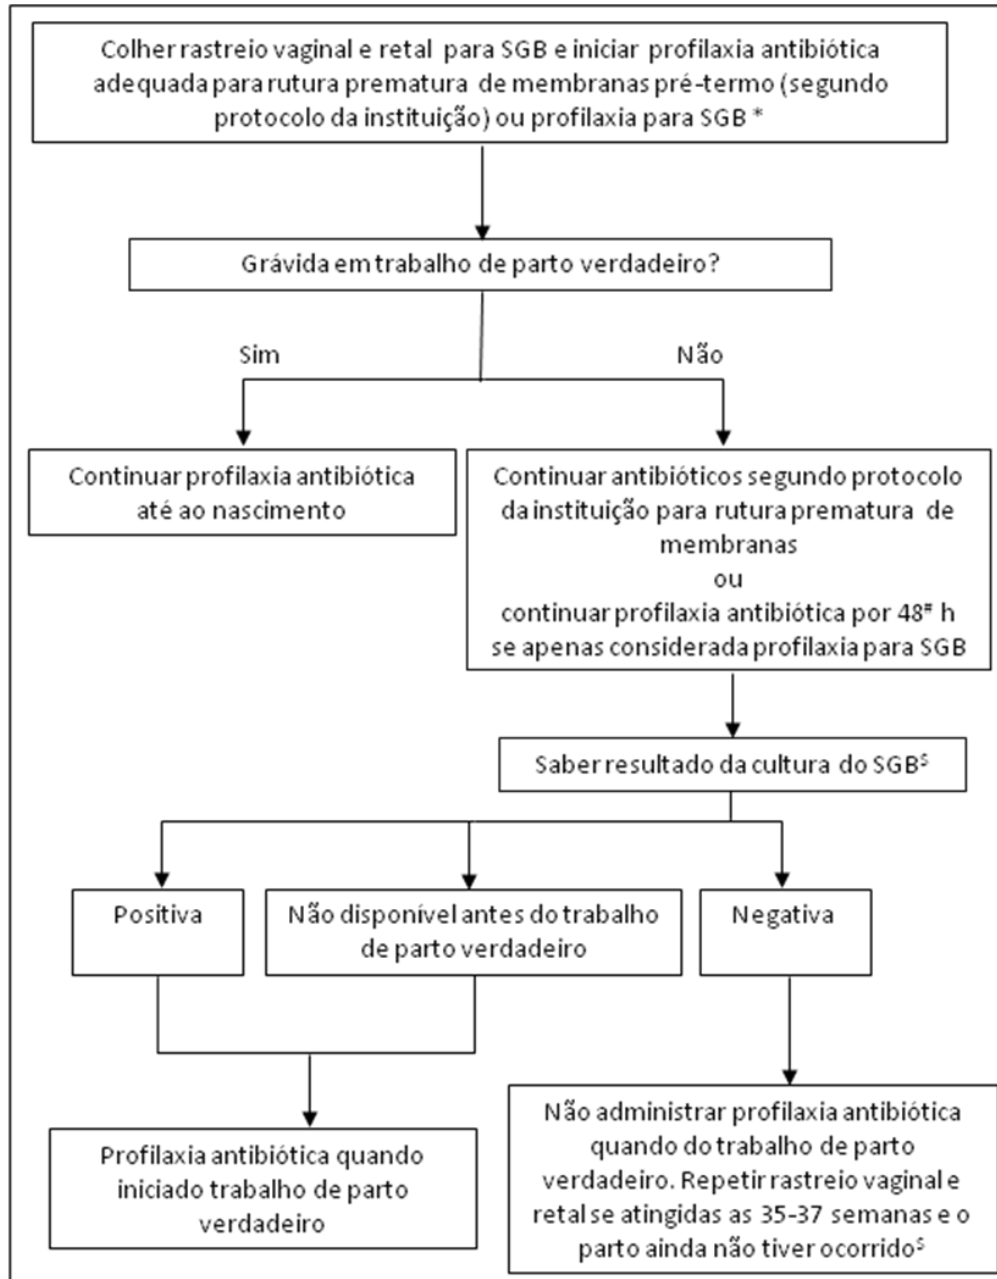 Colher rastreio vaginal e retal para SGB e iniciar profilaxia antibiótica
adequada para rutura prematura de membranas pré-termo (segundo
protocolo da instituição) ou profilaxia para SGB *
Grávida em trabalho de parto verdadeiro?
Sim
Não
Continuar profilaxia antibiótica
até ao nascimento
Continuar antibióticos segundo protocolo
da instituição para rutura prematura de
membranas
ou
continuar profilaxia antibiótica por 48# h
se apenas considerada profilaxia para SGB
Saber resultado da cultura do SGB$
Positiva
Não disponível antes do trabalho
de parto verdadeiro
Negativa
Profilaxia antibiótica quando
iniciado trabalho de parto
verdadeiro
Não administrar profilaxia antibiótica
quando do trabalho de parto
verdadeiro. Repetir rastreio vaginal e
retal se atingidas as 35-37 semanas e o
parto ainda não tiver ocorrido$